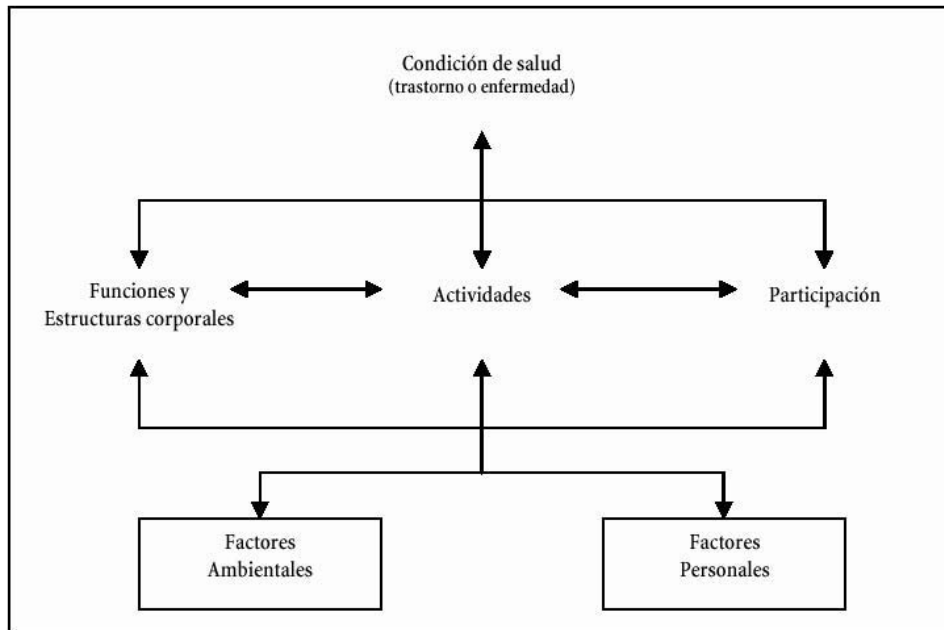 Condición de salud
(trastorno o enfermedad)
Funciones y
Estructuras corporales
Actividades
Participación
Factores
Ambientales
Factores
Personales